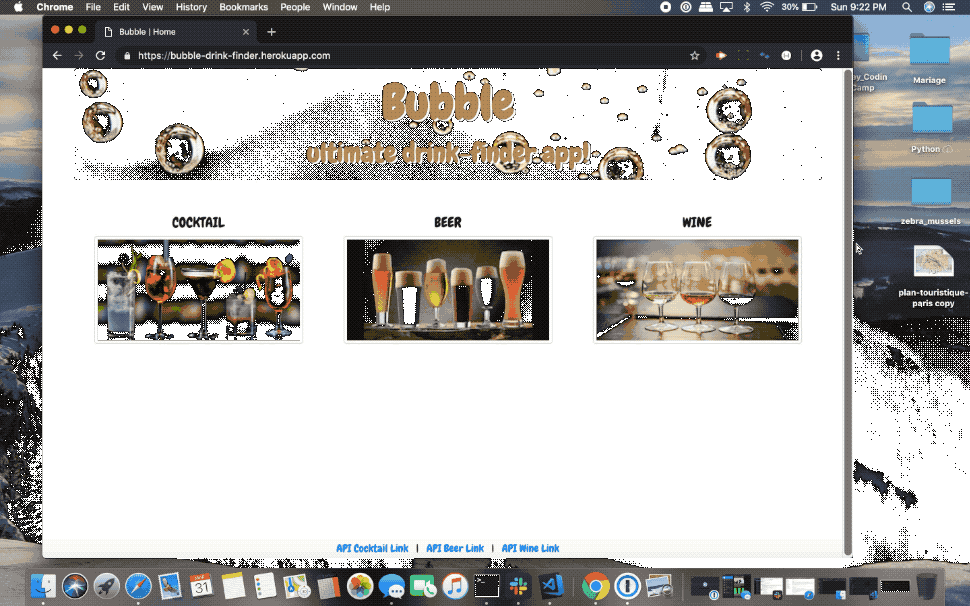 Chrome File Edit View History Bookmarks People Window Help 30% Sun 9:22 PM
Bubble | Home
https://bubble-drink-finder.herokuapp.com
Bubble
ultimate drink-finder app!
COCKTAIL BEER WINE
API Cocktail Link | API Beer Link | API Wine Link
Camp
Mariage
Python
zebra_mussels
plan-touristique-
paris copy
31